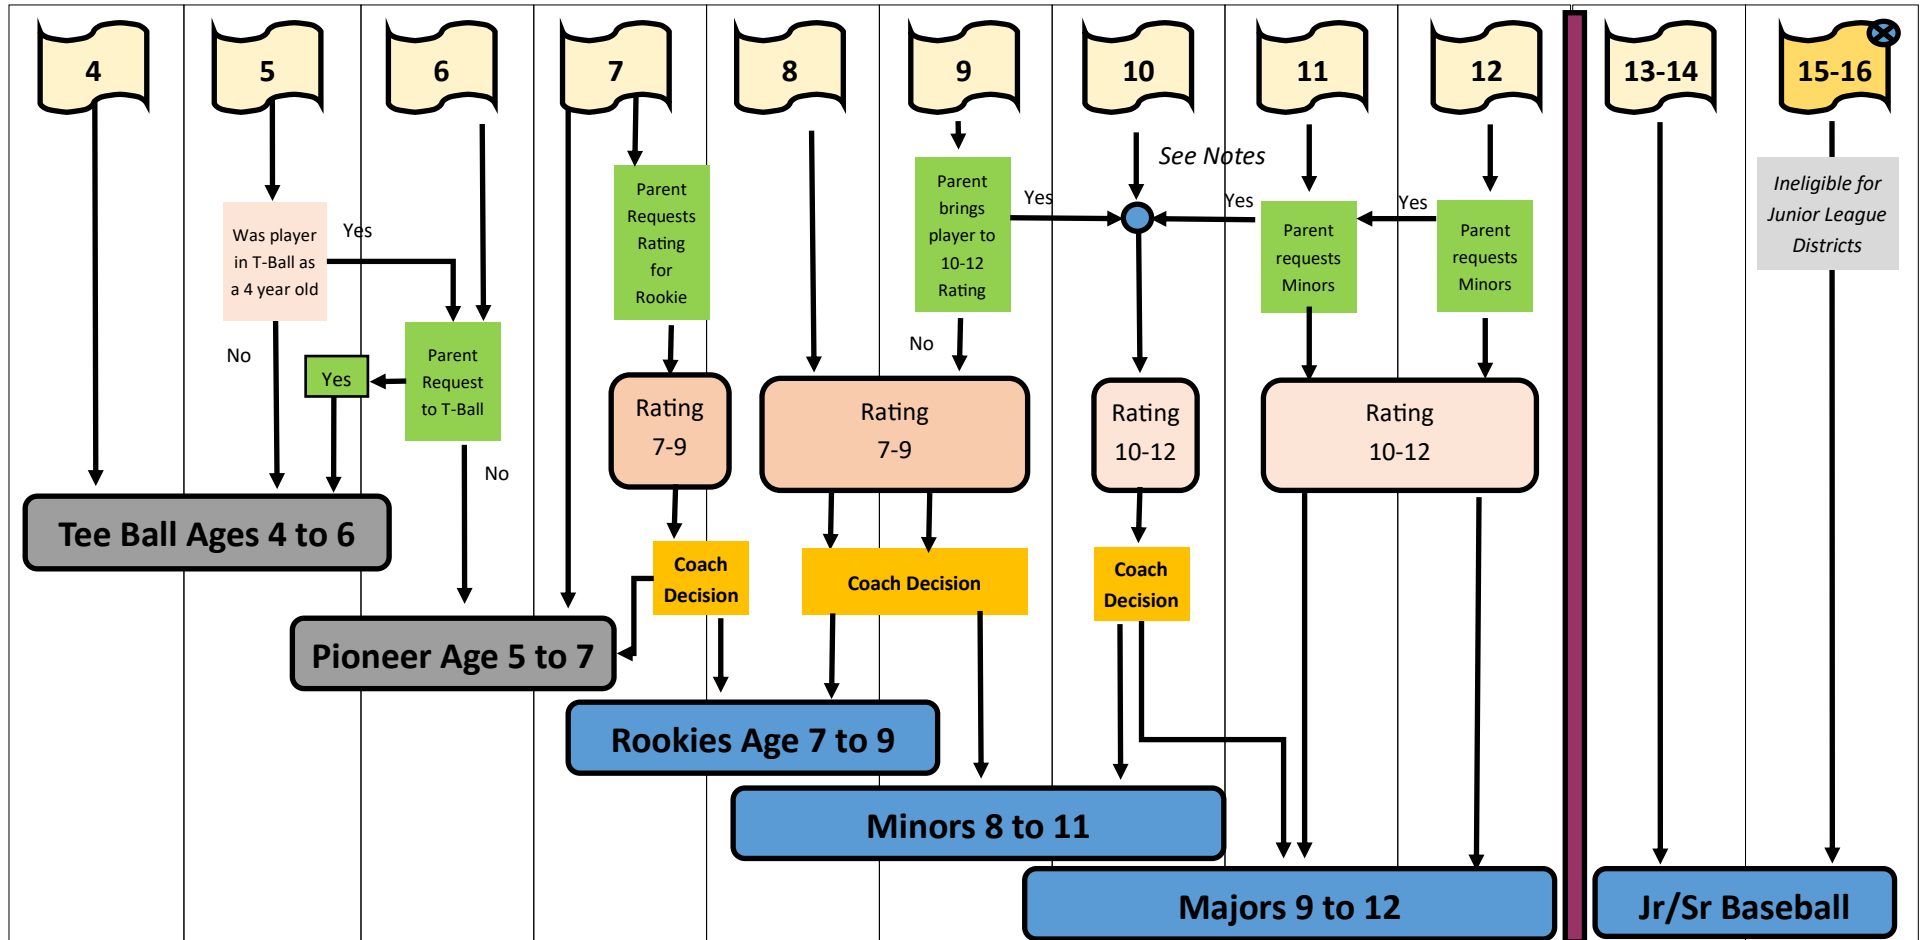 4
5
6
7
8
9
10
11
12
13-14
15-16
See Notes
Was player
in T-Ball as
a 4 year old
Yes
No
Yes
Parent
Request
to T-Ball
No
Parent
Requests
Rating
for
Rookie
Parent
brings
player to
10-12
Rating
Yes
No
Yes
Parent
requests
Minors
Yes
Parent
requests
Minors
Ineligible for
Junior League
Districts
Rating
7-9
Rating
7-9
Rating
10-12
Rating
10-12
Coach
Decision
Coach Decision
Coach
Decision
Tee Ball Ages 4 to 6
Pioneer Age 5 to 7
Rookies Age 7 to 9
Minors 8 to 11
Majors 9 to 12
Jr/Sr Baseball